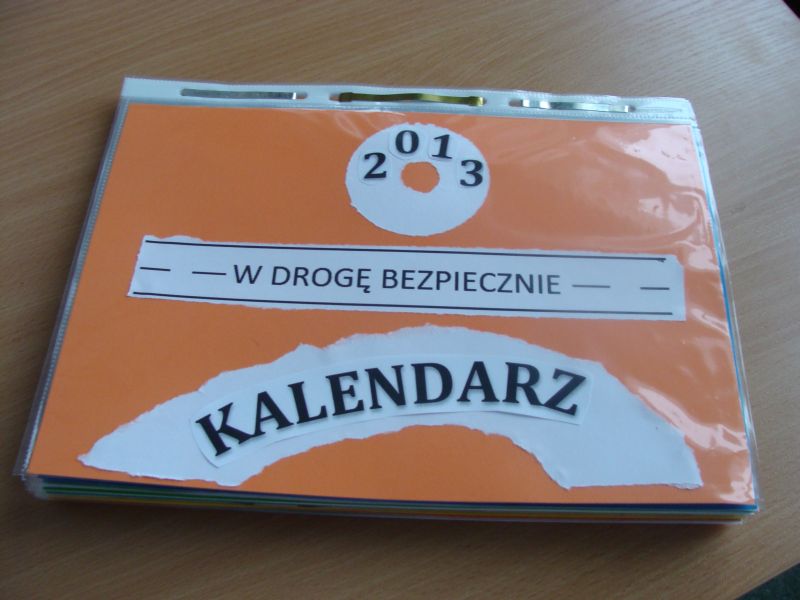 2013
W DROGĘ BEZPIECZNIE
KALENDARZ